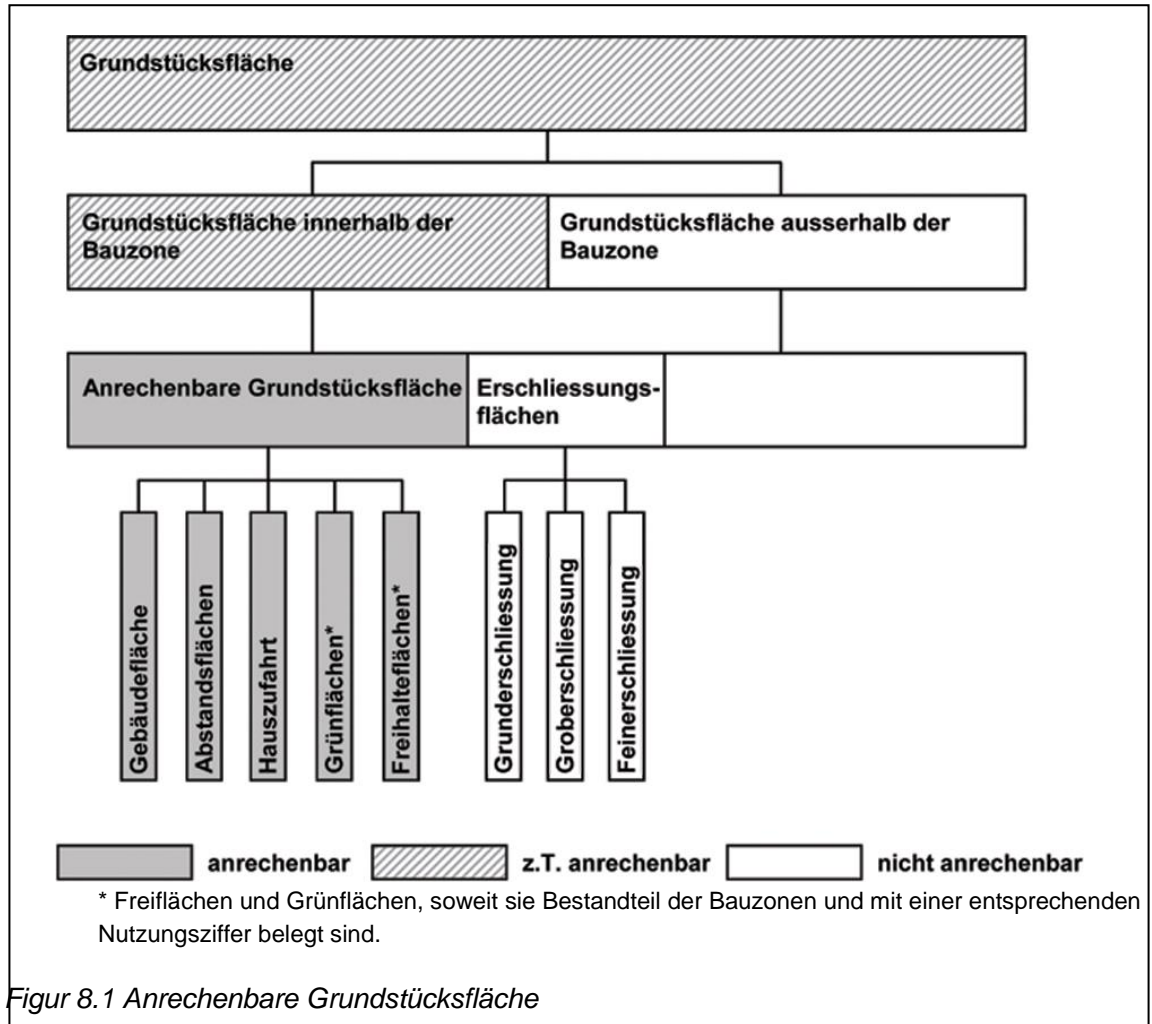 Grundstücksfläche
Grundstücksfläche innerhalb der
Bauzone
Grundstücksfläche ausserhalb der
Bauzone
Anrechenbare Grundstücksfläche
Erschliessungs-
flächen
Gebäudefläche
Abstandsflächen
Hauszufahrt
Grünflächen*
Freihalteflächen*
Grunderschliessung
Groberschliessung
Feinerschliessung
anrechenbar
z.T. anrechenbar
nicht anrechenbar
* Freiflächen und Grünflächen, soweit sie Bestandteil der Bauzonen und mit einer entsprechenden
Nutzungsziffer belegt sind.
Figur 8.1 Anrechenbare Grundstücksfläche